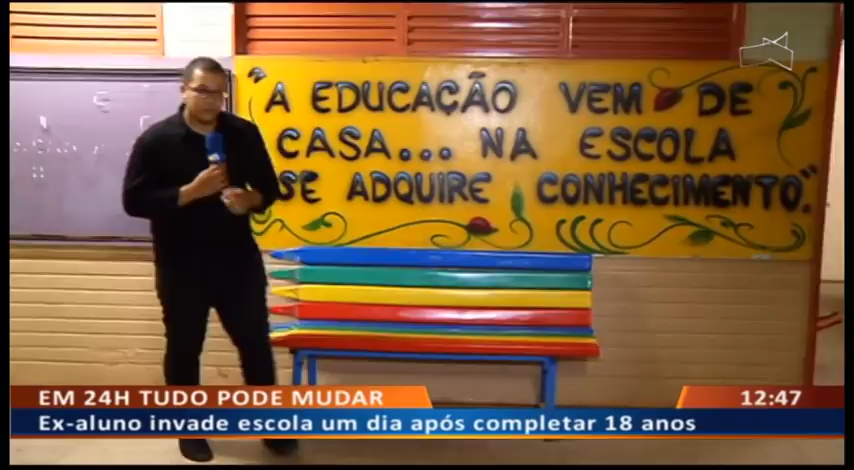 "A EDUCAÇÃO VEM DE
CASA... NA ESCOLA
SE ADQUIRE CONHECIMENTO".
EM 24H TUDO PODE MUDAR
12:47
Ex-aluno invade escola um dia após completar 18 anos